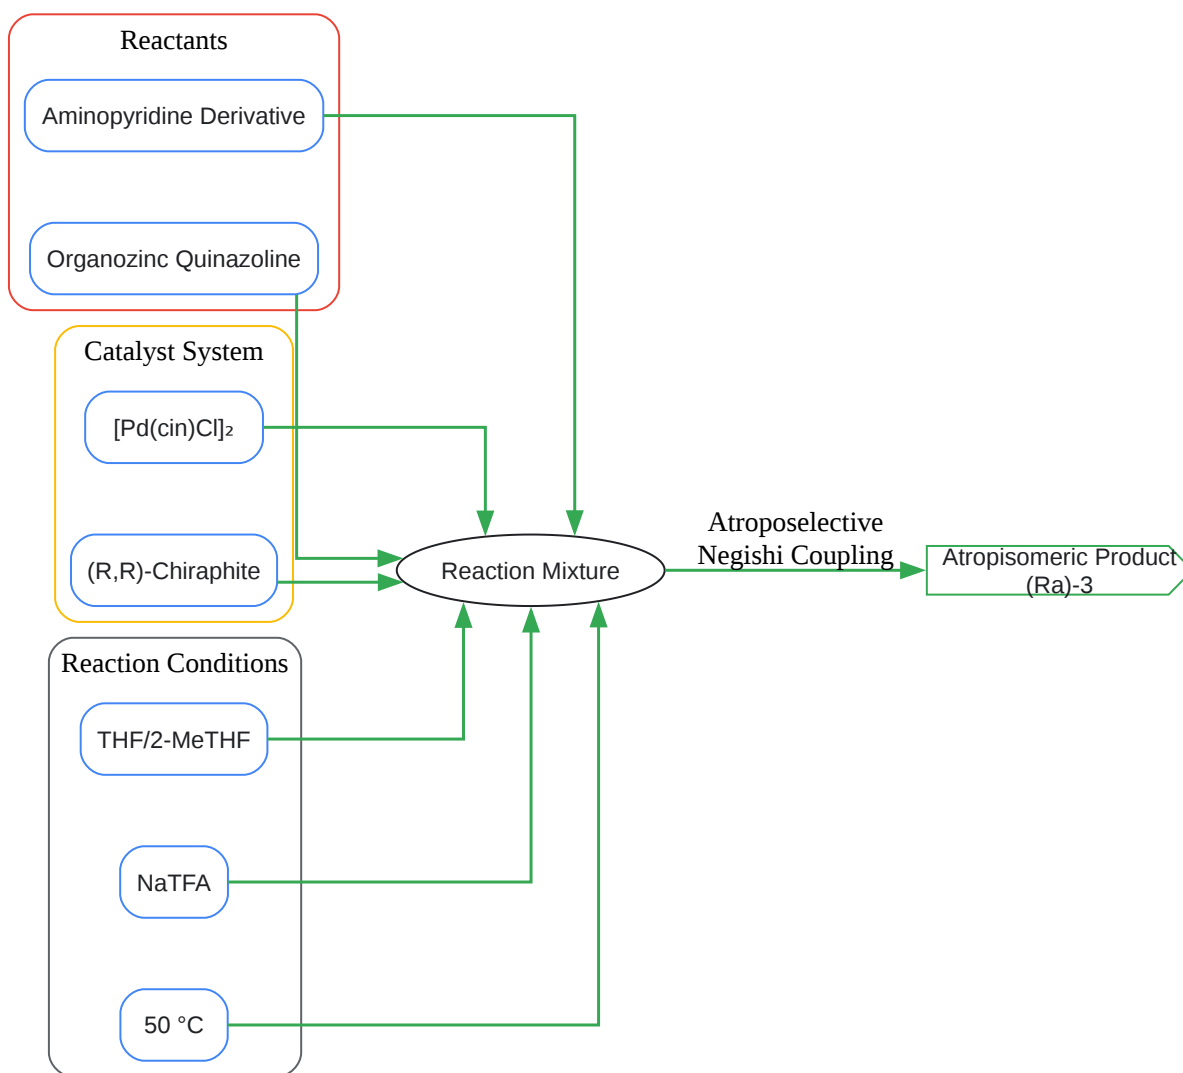 Reactants
Aminopyridine Derivative
Organozinc Quinazoline
Catalyst System
[Pd(cin)Cl]₂
(R,R)-Chiraphite
Reaction Conditions
THF/2-MeTHF
NaTFA
50 °C
Reaction Mixture
Atroposelective
Negishi Coupling
Atropisomeric Product
(Ra)-3